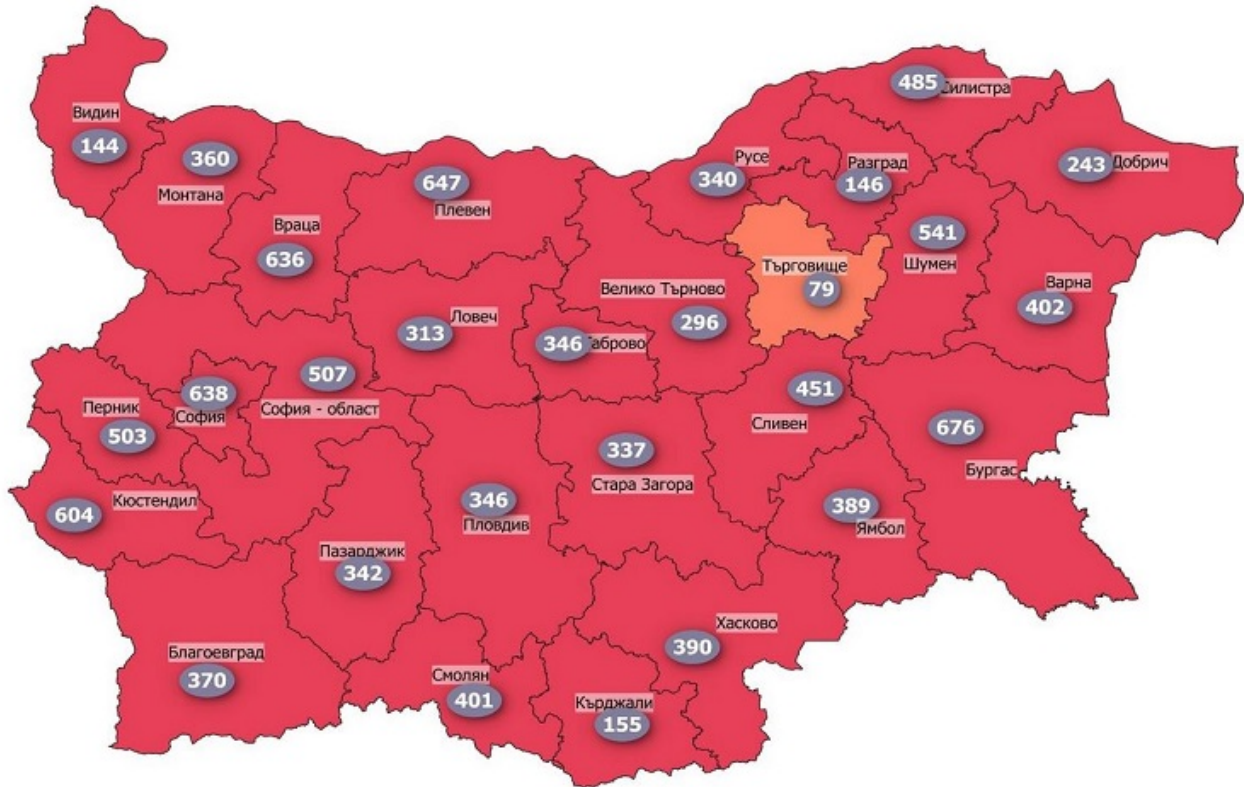 485
Силистра
Видин
144
360
Монтана
Русе
340
Разград
146
243
Добрич
647
Плевен
Враца
636
541
Шумен
Търговище
79
Варна
402
Велико Търново
296
Ловеч
313
346
Габрово
507
София - област
638
София
Перник
503
451
Сливен
676
Бургас
337
Стара Загора
604
Кюстендил
346
Пловдив
389
Ямбол
Пазарджик
342
Хасково
390
Благоевград
370
Смолян
401
Кърджали
155